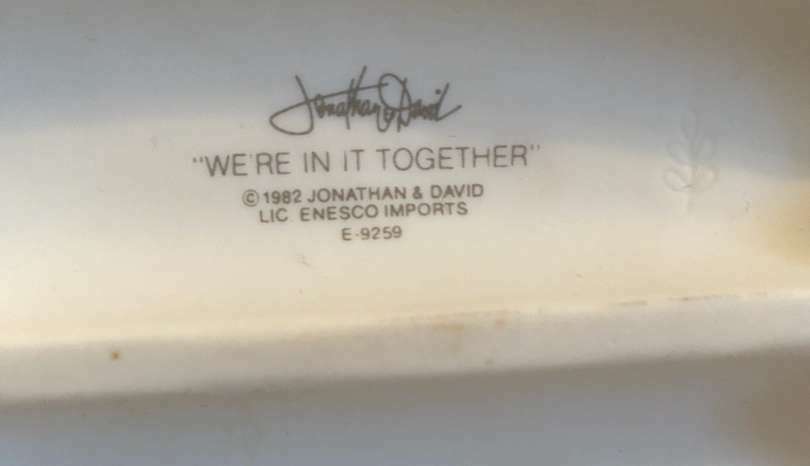 Jonathan & David
"WE'RE IN IT TOGETHER"
© 1982 JONATHAN & DAVID
LIC. ENESCO IMPORTS
E-9259